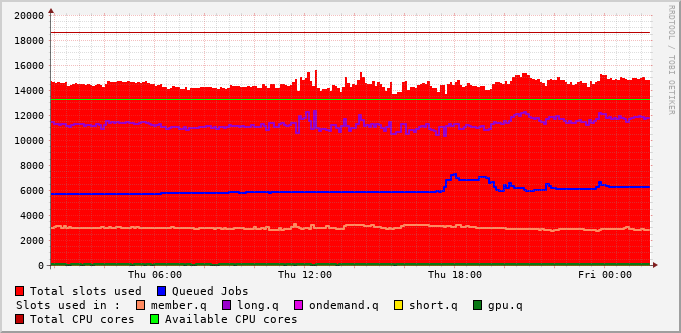 20000
18000
16000
14000
12000
10000
8000
6000
4000
2000
0
Thu 06:00 Thu 12:00 Thu 18:00 Fri 00:00
RRDTOOL / TOBI OETIKER
Total slots used Queued Jobs
Slots used in : member.q long.q ondemand.q short.q gpu.q
Total CPU cores
Available CPU cores